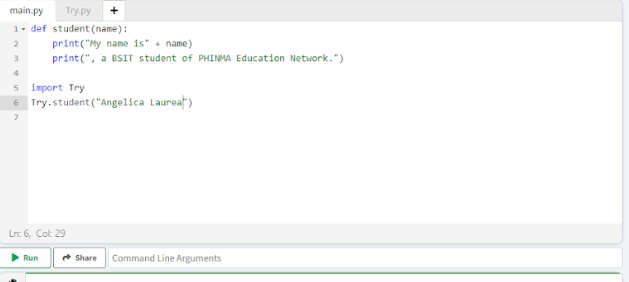 main.py Try.py +
1 def student(name):
2 print("My name is" + name)
3 print(", a BSIT student of PHINMA Education Network.")
4
5 import Try
6 Try.student("Angelica Laurea")
7
Ln: 6, Col: 29
Run Share Command Line Arguments